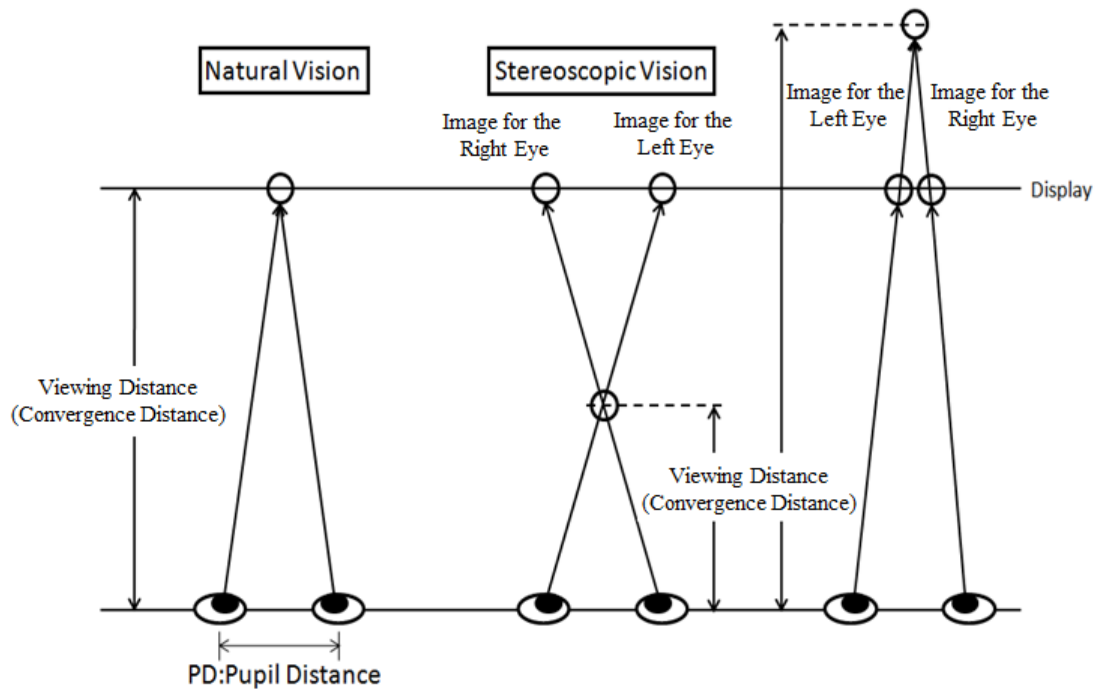 Natural Vision
Stereoscopic Vision
Image for the
Right Eye
Image for the
Left Eye
Image for the
Left Eye
Image for the
Right Eye
Display
Viewing Distance
(Convergence Distance)
Viewing Distance
(Convergence Distance)
PD:Pupil Distance